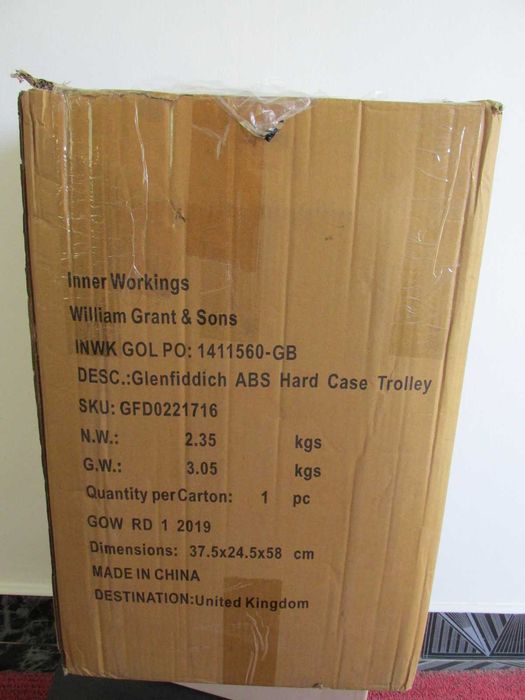 Inner Workings
William Grant & Sons
INWK GOL PO: 1411560-GB
DESC.:Glenfiddich ABS Hard Case Trolley
SKU: GFD0221716
N.W.: 2.35 kgs
G.W.: 3.05 kgs
Quantity per Carton: 1 pc
GOW RD 1 2019
Dimensions: 37.5x24.5x58 cm
MADE IN CHINA
DESTINATION:United Kingdom